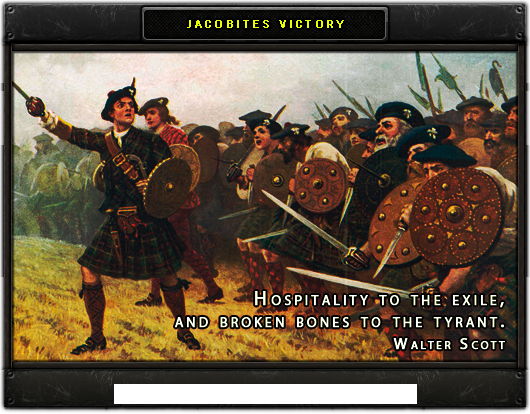 JACOBITES VICTORY
HOSPITALITY TO THE EXILE,
AND BROKEN BONES TO THE TYRANT.
WALTER SCOTT